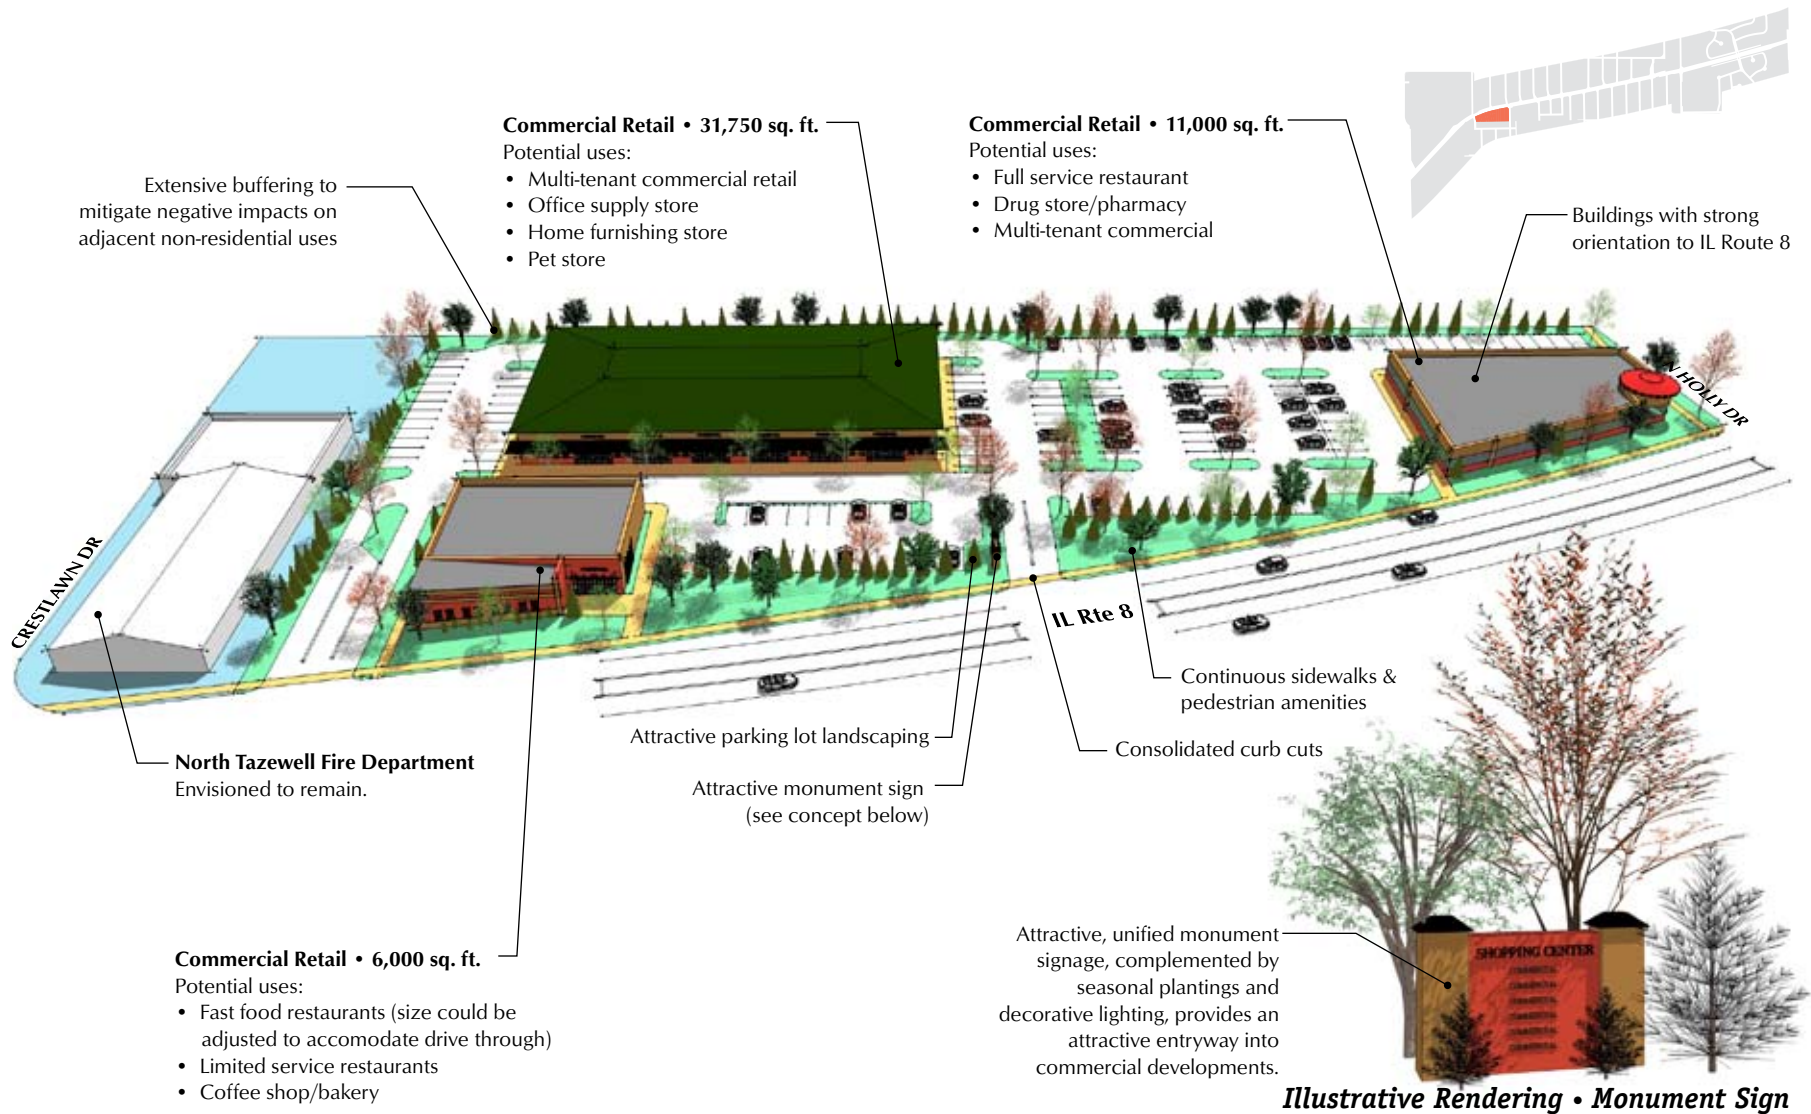 Commercial Retail • 31,750 sq. ft.
Potential uses:
• Multi-tenant commercial retail
• Office supply store
• Home furnishing store
• Pet store
Commercial Retail • 11,000 sq. ft.
Potential uses:
• Full service restaurant
• Drug store/pharmacy
• Multi-tenant commercial
Extensive buffering to
mitigate negative impacts on
adjacent non-residential uses
Buildings with strong
orientation to IL Route 8
N HOLLY DR
CRESTLAWN DR
IL Rte 8
Continuous sidewalks &
pedestrian amenities
Attractive parking lot landscaping
Consolidated curb cuts
North Tazewell Fire Department
Envisioned to remain.
Attractive monument sign
(see concept below)
Commercial Retail • 6,000 sq. ft.
Potential uses:
• Fast food restaurants (size could be
adjusted to accomodate drive through)
• Limited service restaurants
• Coffee shop/bakery
Attractive, unified monument
signage, complemented by
seasonal plantings and
decorative lighting, provides an
attractive entryway into
commercial developments.
SHOPPING CENTER
Illustrative Rendering • Monument Sign